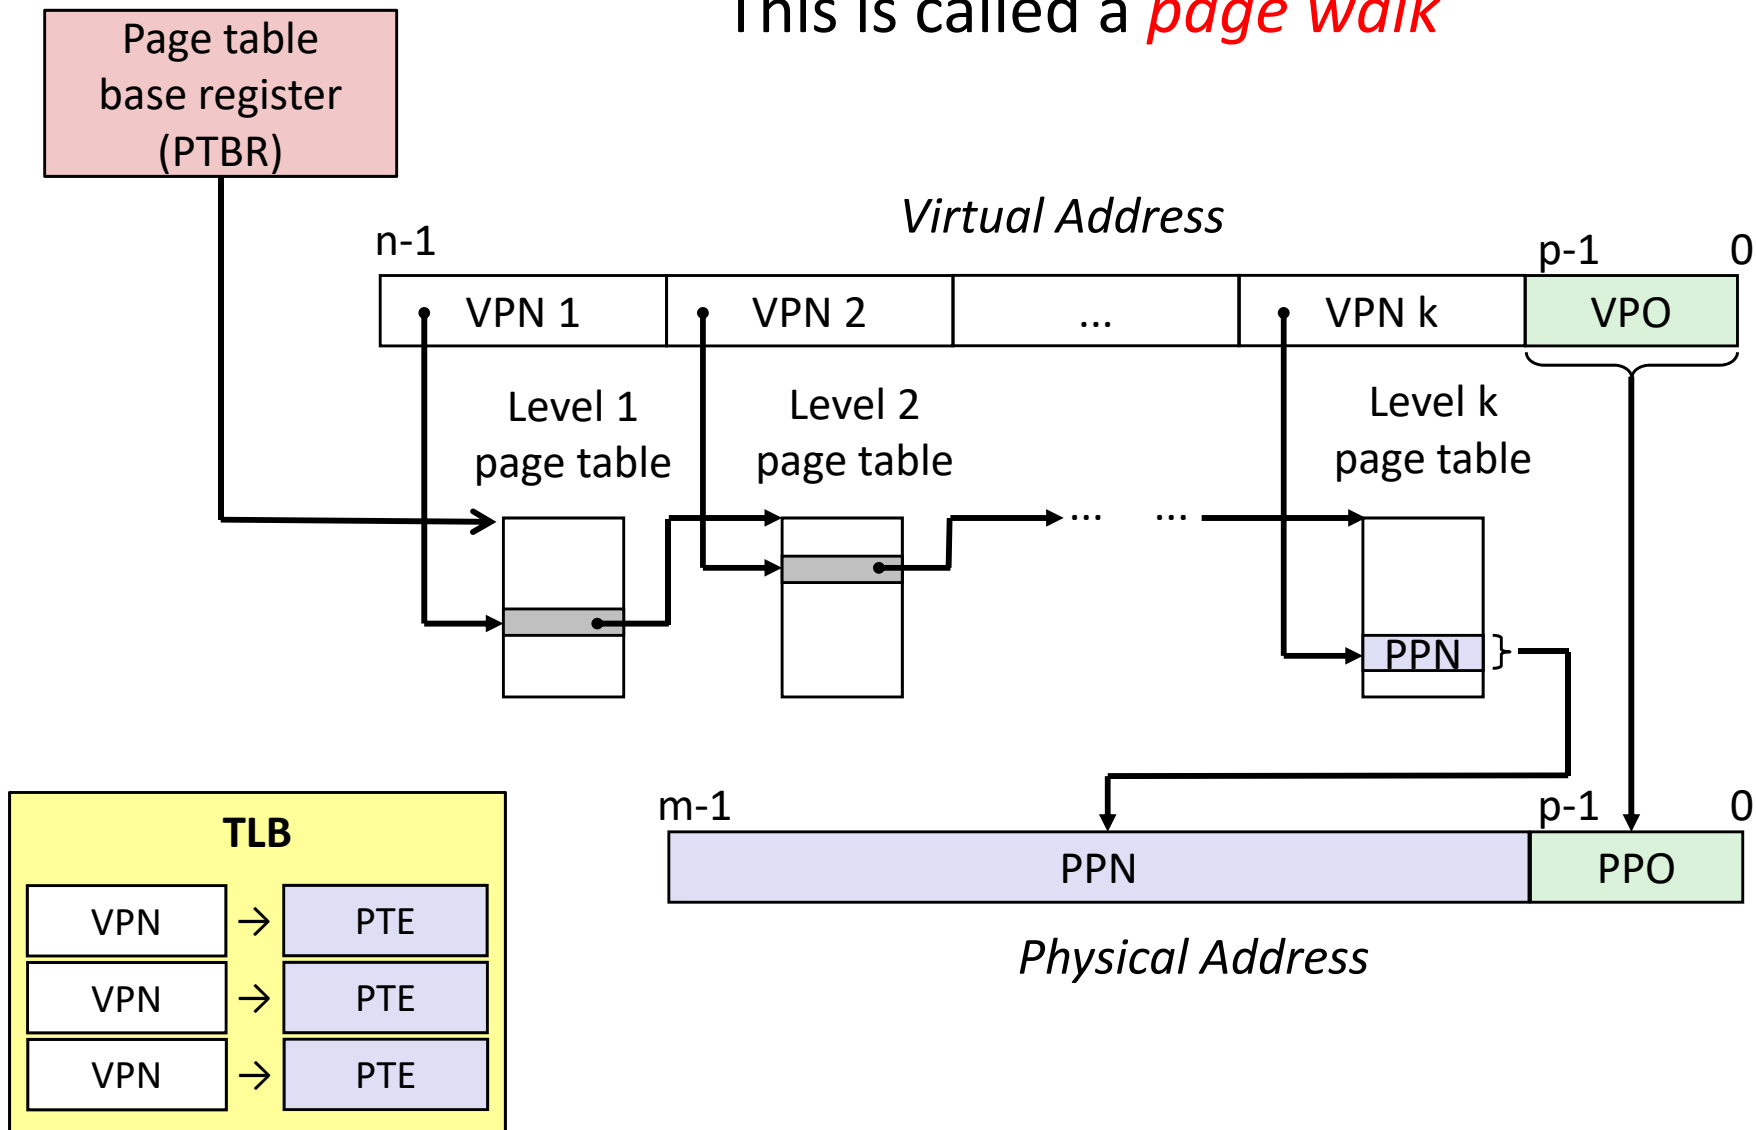 This is called a page walk
Page table
base register
(PTBR)
Virtual Address
n-1
p-1
0
VPN 1
VPN 2
...
VPN k
VPO
Level 1
page table
Level 2
page table
Level k
page table
...
...
PPN
m-1
p-1
0
PPN
PPO
Physical Address
TLB
VPN → PTE
VPN → PTE
VPN → PTE